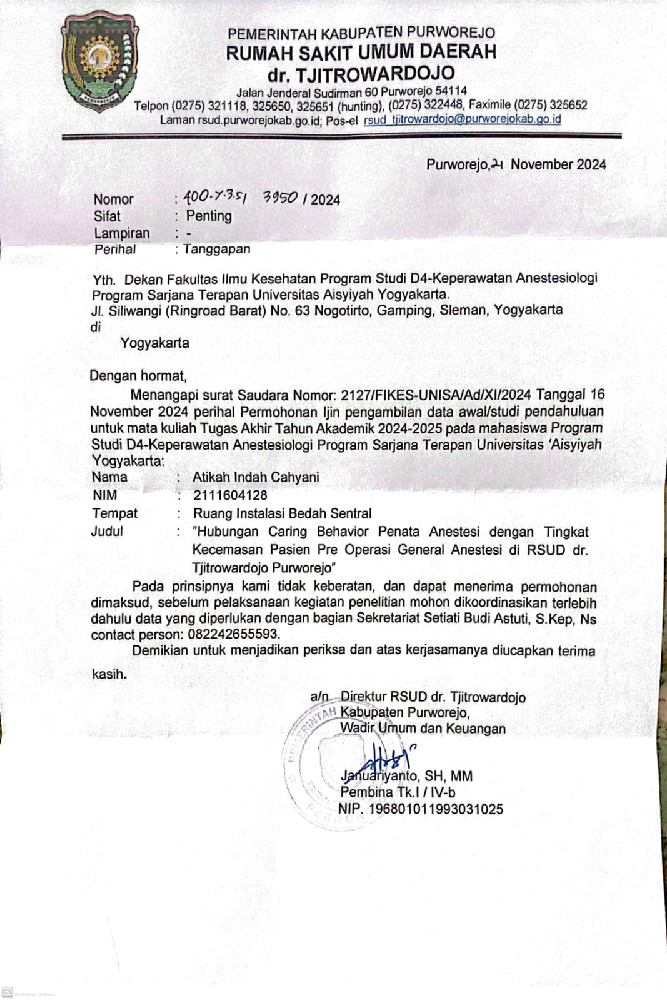 PEMERINTAH KABUPATEN PURWOREJO
RUMAH SAKIT UMUM DAERAH
dr. TJITROWARDOJO
Jalan Jenderal Sudirman 60 Purworejo 54114
Telpon (0275) 321118, 325650, 325651 (hunting), (0275) 322448, Faximile (0275) 325652
Laman rsud.purworejokab.go.id; Pos-el rsud_tjitrowardojo@purworejokab.go.id
PURWOREJO
Purworejo, 21 November 2024
Nomor : 400.7.3.5/ 3950 / 2024
Sifat : Penting
Lampiran : -
Perihal : Tanggapan
Yth. Dekan Fakultas Ilmu Kesehatan Program Studi D4-Keperawatan Anestesiologi
Program Sarjana Terapan Universitas Aisyiyah Yogyakarta.
Jl. Siliwangi (Ringroad Barat) No. 63 Nogotirto, Gamping, Sleman, Yogyakarta
di
Yogyakarta
Dengan hormat,
Menangapi surat Saudara Nomor: 2127/FIKES-UNISA/Ad/XI/2024 Tanggal 16
November 2024 perihal Permohonan Ijin pengambilan data awal/studi pendahuluan
untuk mata kuliah Tugas Akhir Tahun Akademik 2024-2025 pada mahasiswa Program
Studi D4-Keperawatan Anestesiologi Program Sarjana Terapan Universitas ‘Aisyiyah
Yogyakarta:
Nama : Atikah Indah Cahyani
NIM : 2111604128
Tempat : Ruang Instalasi Bedah Sentral
Judul : "Hubungan Caring Behavior Penata Anestesi dengan Tingkat
Kecemasan Pasien Pre Operasi General Anestesi di RSUD dr.
Tjitrowardojo Purworejo"
Pada prinsipnya kami tidak keberatan, dan dapat menerima permohonan
dimaksud, sebelum pelaksanaan kegiatan penelitian mohon dikoordinasikan terlebih
dahulu data yang diperlukan dengan bagian Sekretariat Setiati Budi Astuti, S.Kep, Ns
contact person: 082242655593.
Demikian untuk menjadikan periksa dan atas kerjasamanya diucapkan terima
kasih.
a/n Direktur RSUD dr. Tjitrowardojo
Kabupaten Purworejo,
Wadir Umum dan Keuangan
PEMERINTAH
Januariyanto, SH, MM
Pembina Tk.I / IV-b
NIP. 196801011993031025
CS